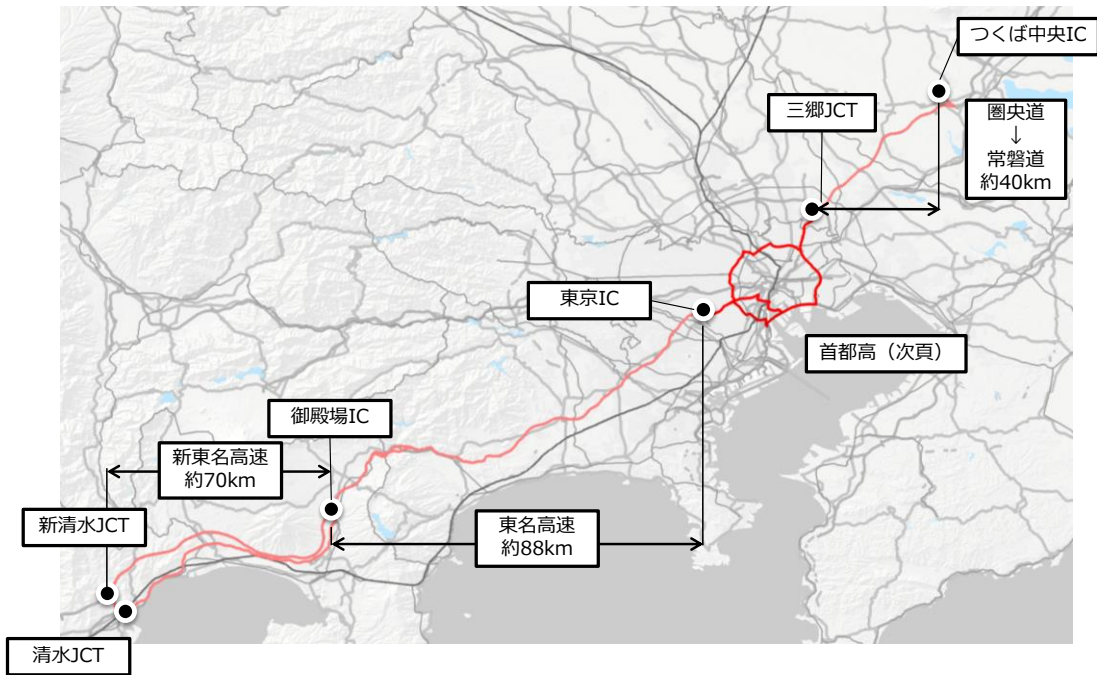 つくば中央IC
三郷JCT
圏央道
↓
常磐道
約40km
東京IC
首都高（次頁）
御殿場IC
新東名高速
約70km
新清水JCT
東名高速
約88km
清水JCT